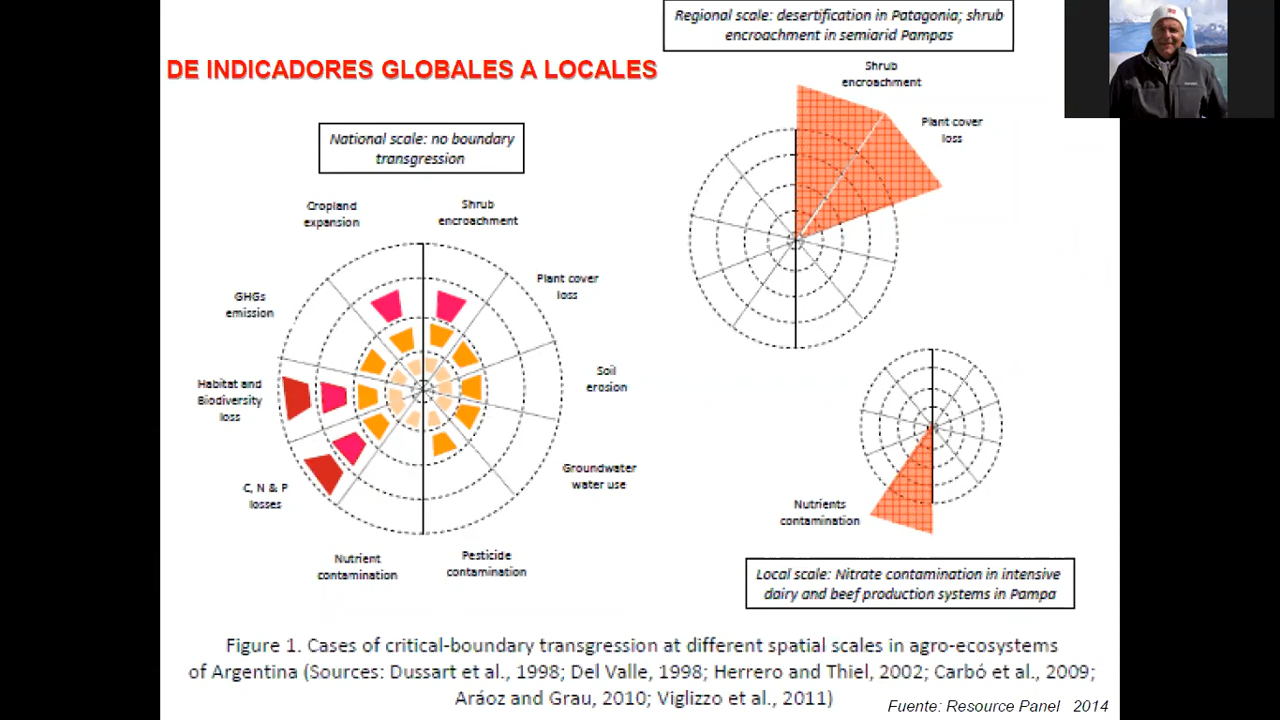 DE INDICADORES GLOBALES A LOCALES
Regional scale: desertification in Patagonia; shrub
encroachment in semiarid Pampas
National scale: no boundary
transgression
Cropland
expansion
Shrub
encroachment
Plant cover
loss
Soil
erosion
Groundwater
water use
Pesticide
contamination
Nutrient
contamination
C, N & P
losses
Habitat and
Biodiversity
loss
GHGs
emission
Shrub
encroachment
Plant cover
loss
Nutrients
contamination
Local scale: Nitrate contamination in intensive
dairy and beef production systems in Pampa
Figure 1. Cases of critical-boundary transgression at different spatial scales in agro-ecosystems
of Argentina (Sources: Dussart et al., 1998; Del Valle, 1998; Herrero and Thiel, 2002; Carbó et al., 2009;
Aráoz and Grau, 2010; Viglizzo et al., 2011)
Fuente: Resource Panel 2014